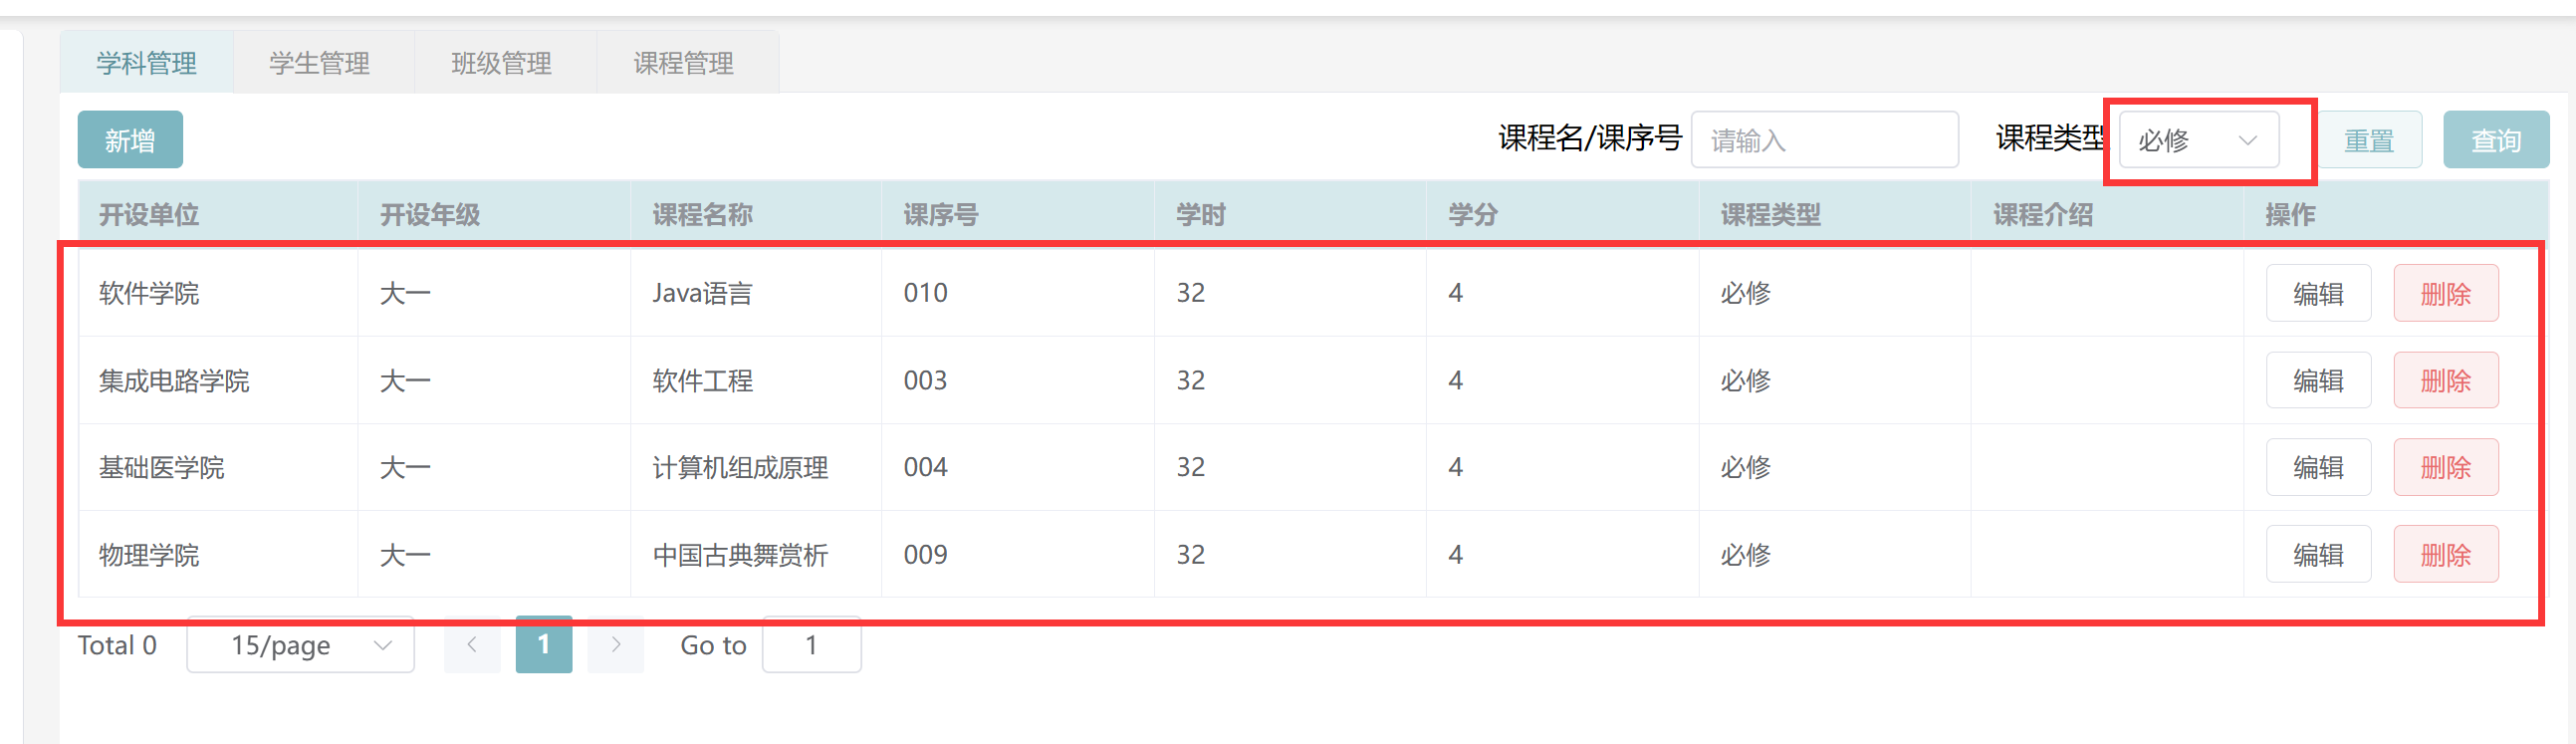 学科管理 学生管理 班级管理 课程管理
新增 课程名/课序号 请输入 课程类型 必修 重置 查询
开设单位 开设年级 课程名称 课序号 学时 学分 课程类型 课程介绍 操作
软件学院 大一 Java语言 010 32 4 必修 编辑 删除
集成电路学院 大一 软件工程 003 32 4 必修 编辑 删除
基础医学院 大一 计算机组成原理 004 32 4 必修 编辑 删除
物理学院 大一 中国古典舞赏析 009 32 4 必修 编辑 删除
Total 0 15/page 1 Go to 1